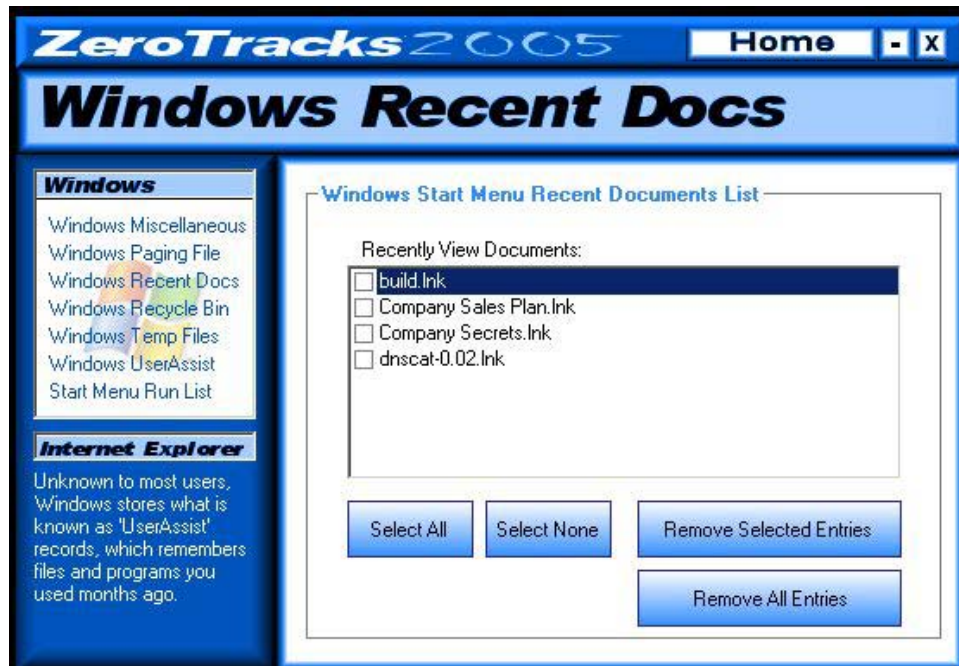 ZeroTracks2005
Home
-
X
Windows Recent Docs
Windows
Windows Miscellaneous
Windows Paging File
Windows Recent Docs
Windows Recycle Bin
Windows Temp Files
Windows UserAssist
Start Menu Run List
Internet Explorer
Unknown to most users,
Windows stores what is
known as 'UserAssist'
records, which remembers
files and programs you
used months ago.
Windows Start Menu Recent Documents List
Recently View Documents:
build.lnk
Company Sales Plan.lnk
Company Secrets.lnk
dnscat-0.02.lnk
Select All
Select None
Remove Selected Entries
Remove All Entries